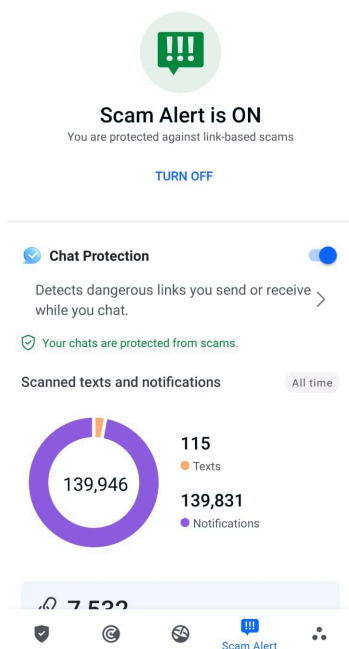 Scam Alert is ON
You are protected against link-based scams
TURN OFF
Chat Protection
Detects dangerous links you send or receive
while you chat.
Your chats are protected from scams.
Scanned texts and notifications
All time
139,946
115
Texts
139,831
Notifications
7,532
Scam Alert